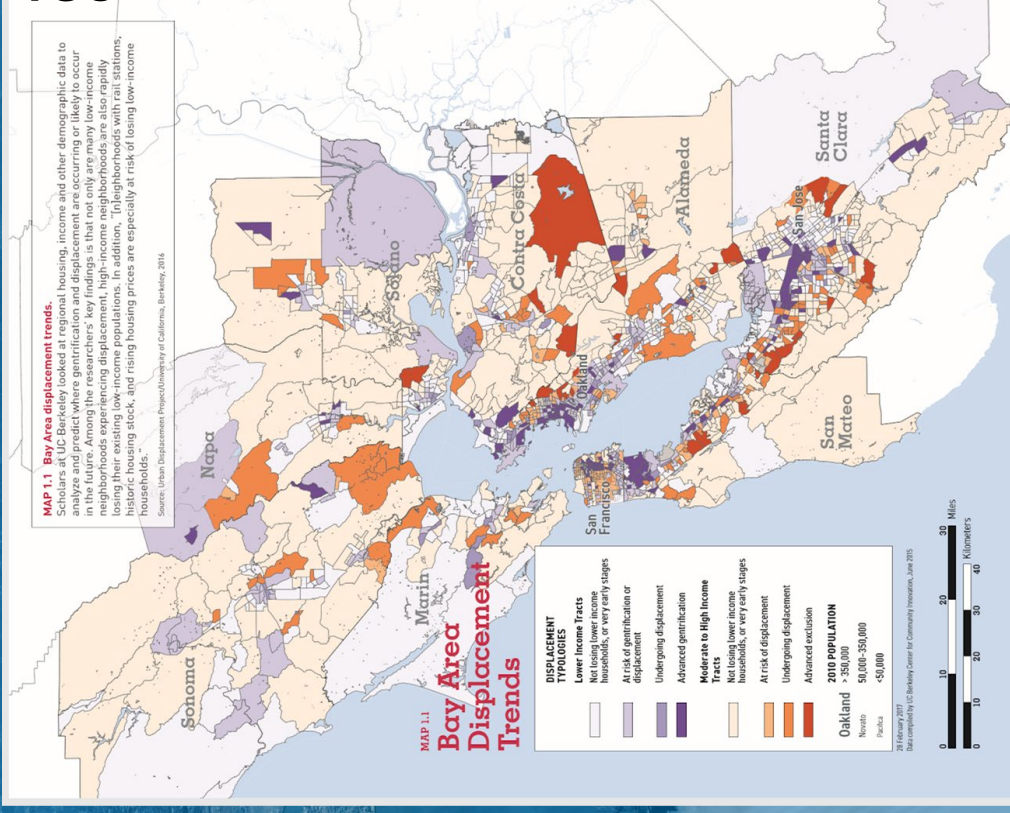 MAP 1.1 Bay Area displacement trends.
Scholars at UC Berkeley looked at regional housing, income and other demographic data to
analyze and predict where gentrification and displacement are occurring or likely to occur
in the future. Among the researchers' key findings is that not only are many low-income
neighborhoods experiencing displacement, high-income neighborhoods are also rapidly
losing their existing low-income populations. In addition, "[n]eighborhoods with rail stations,
historic housing stock, and rising housing prices are especially at risk of losing low-income
households."
Source: Urban Displacement Project/University of California, Berkeley, 2016
Sonoma
Napa
Solano
Marin
Contra Costa
Oakland
Alameda
San
Francisco
San
Mateo
San Jose
Santa
Clara
MAP 1.1
Bay Area
Displacement
Trends
DISPLACEMENT
TYPOLOGIES
Lower Income Tracts
Not losing lower income
households, or very early stages
At risk of gentrification or
displacement
Undergoing displacement
Advanced gentrification
Moderate to High Income
Tracts
Not losing lower income
households, or very early stages
At risk of displacement
Undergoing displacement
Advanced exclusion
2010 POPULATION
Oakland > 350,000
Novato 50,000-350,000
Pacifica <50,000
28 February 2017
Data compiled by UC Berkeley Center for Community Innovation, June 2015
0 10 20 30 Miles
0 10 20 30 40 Kilometers